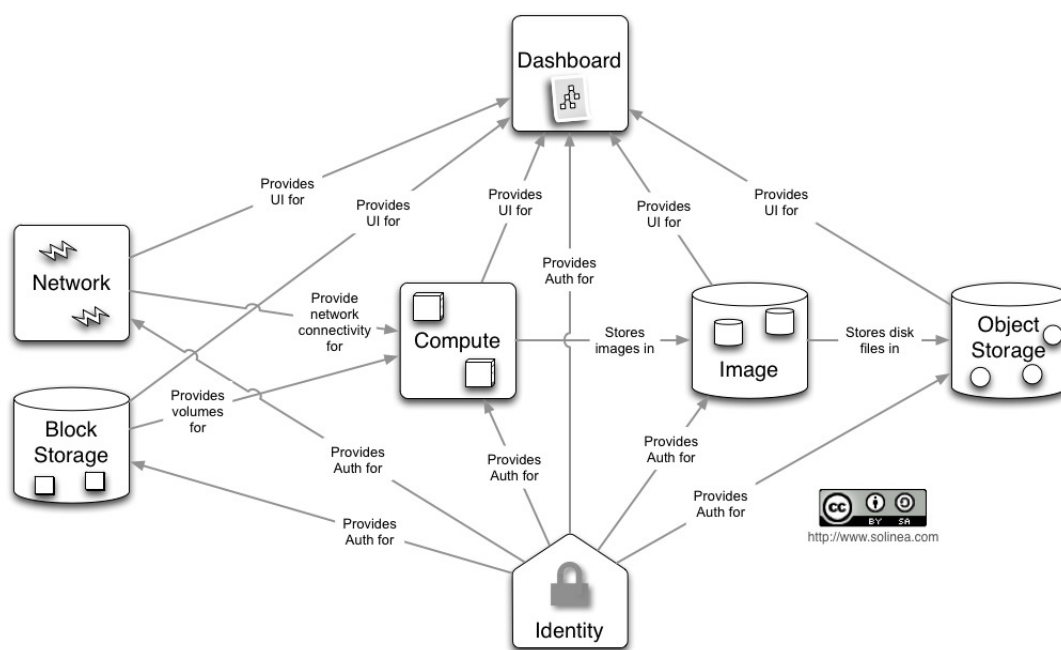 Dashboard
Provides
UI for
Provides
UI for
Provides
UI for
Provides
UI for
Provides
UI for
Provides
Auth for
Network
Provide
network
connectivity
for
Compute
Stores
images in
Image
Stores disk
files in
Object
Storage
Block
Storage
Provides
volumes
for
Provides
Auth for
Provides
Auth for
Provides
Auth for
Provides
Auth for
Provides
Auth for
cc
BY SA
http://www.solinea.com
Identity